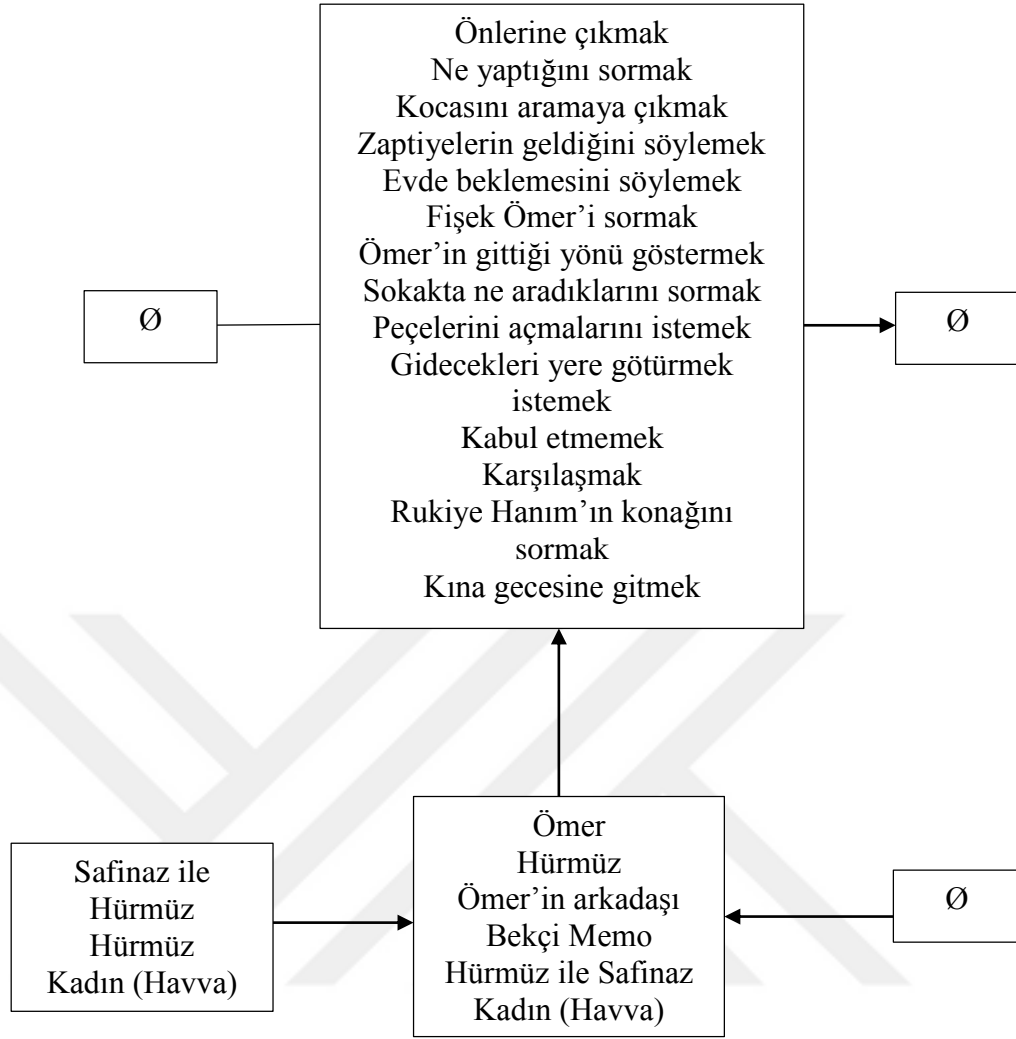 Önlerine çıkmak
Ne yaptığını sormak
Kocasını aramaya çıkmak
Zaptiyelerin geldiğini söylemek
Evde beklemesini söylemek
Fişek Ömer’i sormak
Ömer’in gittiği yönü göstermek
Sokakta ne aradıklarını sormak
Peçelerini açmalarını istemek
Gidecekleri yere götürmek
istemek
Kabul etmemek
Karşılaşmak
Rukiye Hanım’ın konağını
sormak
Kına gecesine gitmek
Ø
Ø
Safinaz ile
Hürmüz
Hürmüz
Kadın (Havva)
Ömer
Hürmüz
Ömer’in arkadaşı
Bekçi Memo
Hürmüz ile Safinaz
Kadın (Havva)
Ø